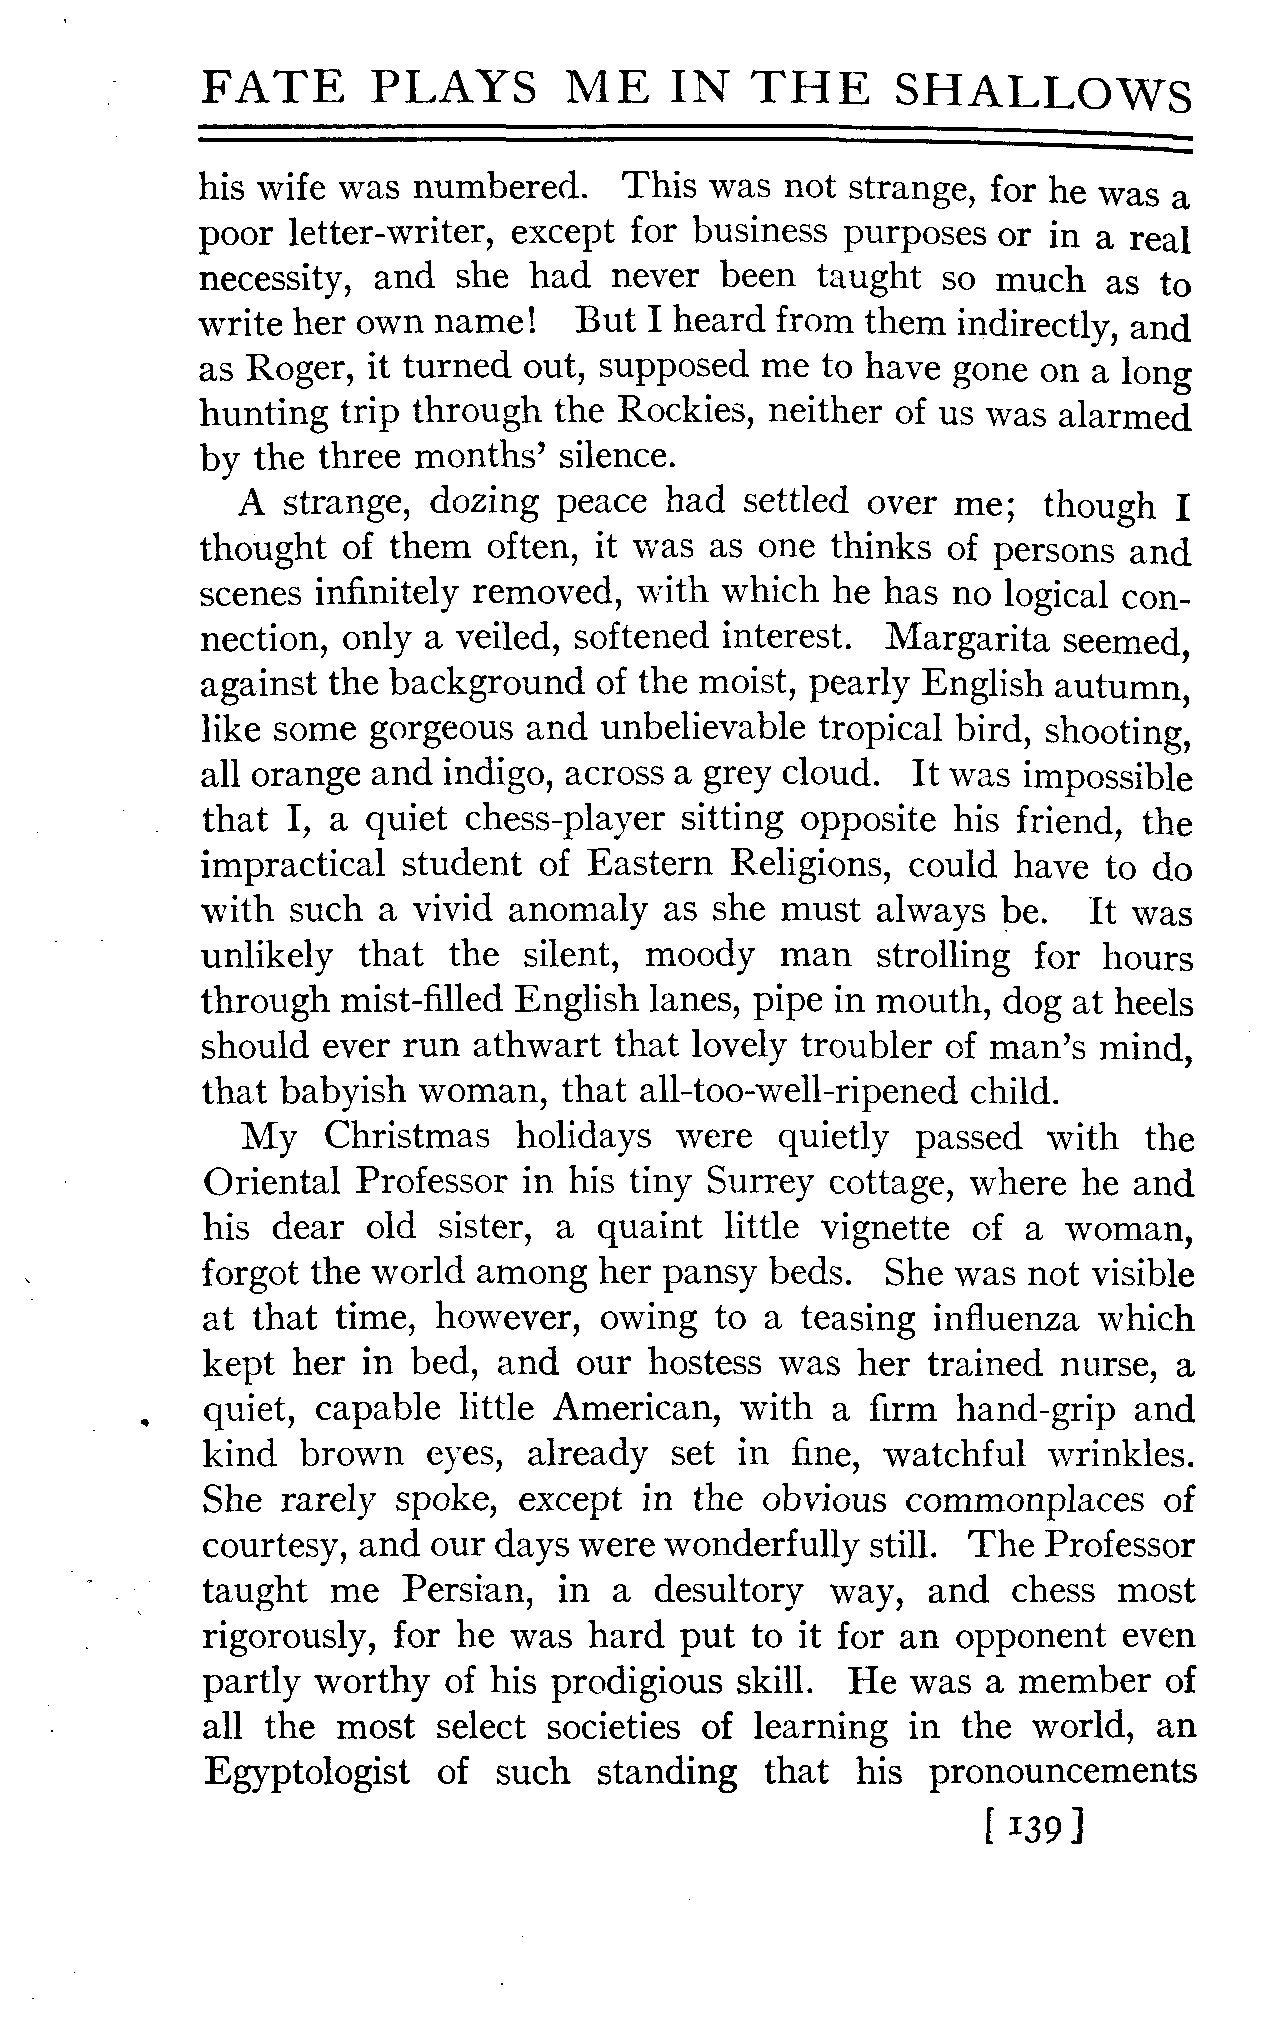 FATE PLAYS ME IN THE SHALLOWS
his wife was numbered. This was not strange, for he was a
poor letter-writer, except for business purposes or in a real
necessity, and she had never been taught so much as to
write her own name! But I heard from them indirectly, and
as Roger, it turned out, supposed me to have gone on a long
hunting trip through the Rockies, neither of us was alarmed
by the three months' silence.
A strange, dozing peace had settled over me; though I
thought of them often, it was as one thinks of persons and
scenes infinitely removed, with which he has no logical con-
nection, only a veiled, softened interest. Margarita seemed,
against the background of the moist, pearly English autumn,
like some gorgeous and unbelievable tropical bird, shooting,
all orange and indigo, across a grey cloud. It was impossible
that I, a quiet chess-player sitting opposite his friend, the
impractical student of Eastern Religions, could have to do
with such a vivid anomaly as she must always be. It was
unlikely that the silent, moody man strolling for hours
through mist-filled English lanes, pipe in mouth, dog at heels
should ever run athwart that lovely troubler of man's mind,
that babyish woman, that all-too-well-ripened child.
My Christmas holidays were quietly passed with the
Oriental Professor in his tiny Surrey cottage, where he and
his dear old sister, a quaint little vignette of a woman,
forgot the world among her pansy beds. She was not visible
at that time, however, owing to a teasing influenza which
kept her in bed, and our hostess was her trained nurse, a
quiet, capable little American, with a firm hand-grip and
kind brown eyes, already set in fine, watchful wrinkles.
She rarely spoke, except in the obvious commonplaces of
courtesy, and our days were wonderfully still. The Professor
taught me Persian, in a desultory way, and chess most
rigorously, for he was hard put to it for an opponent even
partly worthy of his prodigious skill. He was a member of
all the most select societies of learning in the world, an
Egyptologist of such standing that his pronouncements
[ 139 ]